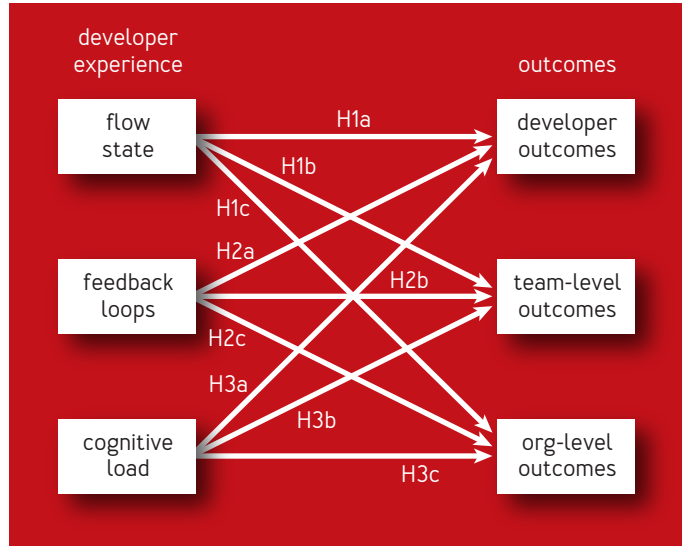 developer
experience
outcomes
flow
state
H1a
developer
outcomes
H1b
H1c
H2a
feedback
loops
H2b
team-level
outcomes
H2c
H3a
H3b
cognitive
load
H3c
org-level
outcomes